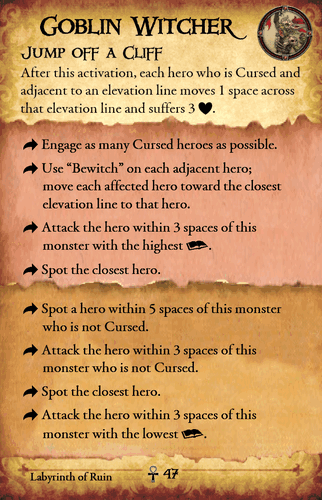 Goblin Witcher
Jump off a Cliff
After this activation, each hero who is Cursed and
adjacent to an elevation line moves 1 space across
that elevation line and suffers 3 ♥.
Engage as many Cursed heroes as possible.
Use “Bewitch” on each adjacent hero;
move each affected hero toward the closest
elevation line to that hero.
Attack the hero within 3 spaces of this
monster with the highest .
Spot the closest hero.
Spot a hero within 5 spaces of this monster
who is not Cursed.
Attack the hero within 3 spaces of this
monster who is not Cursed.
Spot the closest hero.
Attack the hero within 3 spaces of this
monster with the lowest .
Labyrinth of Ruin ☥ 47